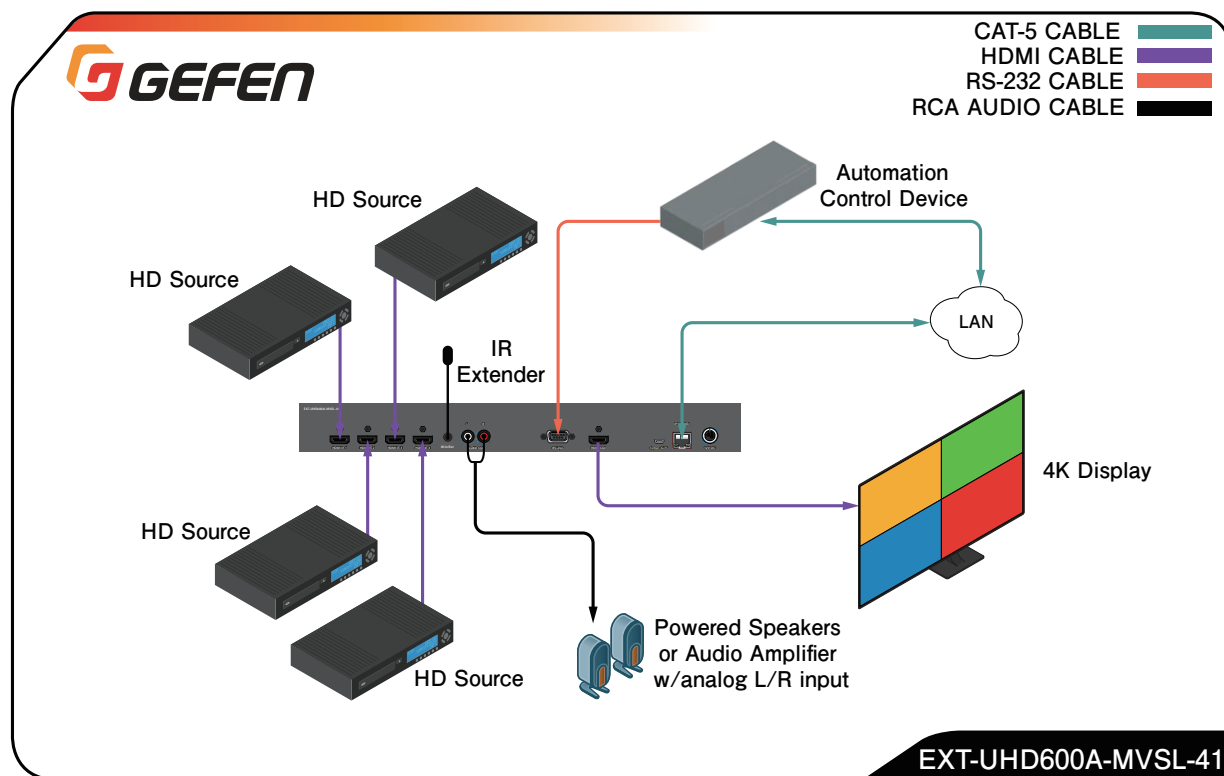 CAT-5 CABLE
HDMI CABLE
RS-232 CABLE
RCA AUDIO CABLE
GEFEN
HD Source
Automation
Control Device
HD Source
LAN
IR
Extender
4K Display
HD Source
Powered Speakers
or Audio Amplifier
w/analog L/R input
HD Source
EXT-UHD600A-MVSL-41